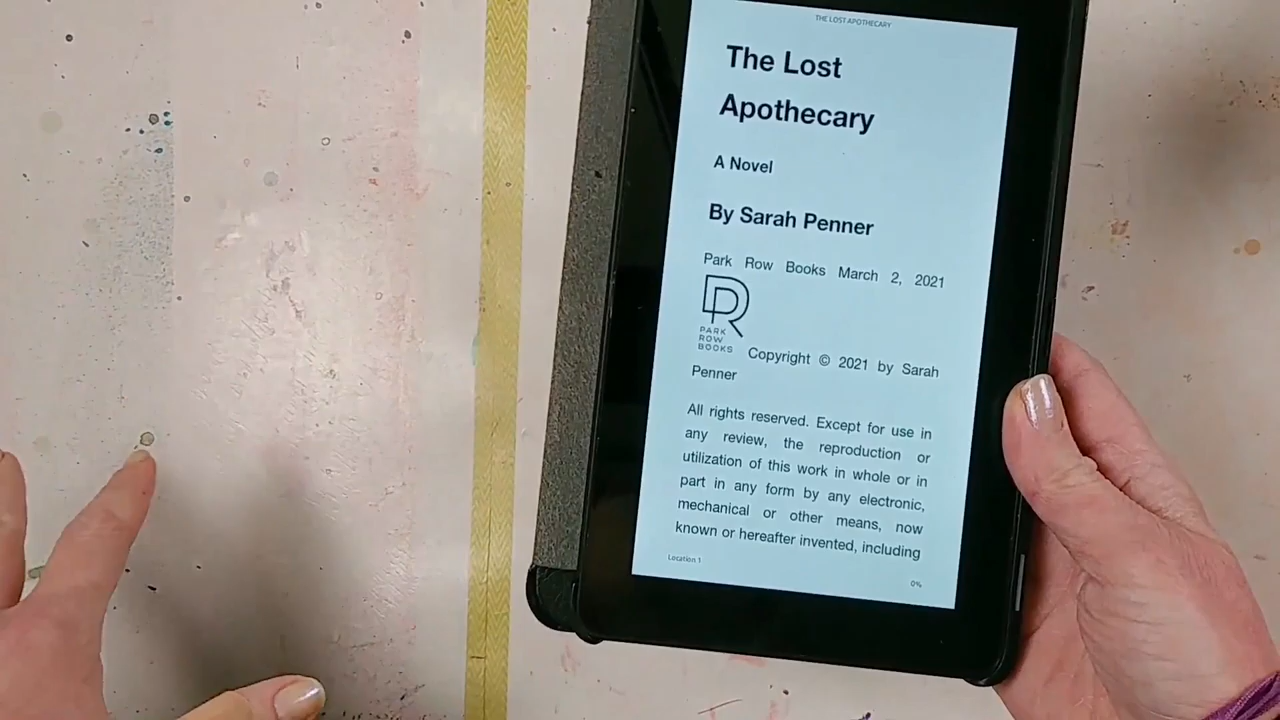 THE LOST APOTHECARY
The Lost
Apothecary
A Novel
By Sarah Penner
Park Row Books March 2, 2021
PR
PARK
ROW
BOOKS
Copyright © 2021 by Sarah
Penner
All rights reserved. Except for use in
any review, the reproduction or
utilization of this work in whole or in
part in any form by any electronic,
mechanical or other means, now
known or hereafter invented, including
Location 1
0%